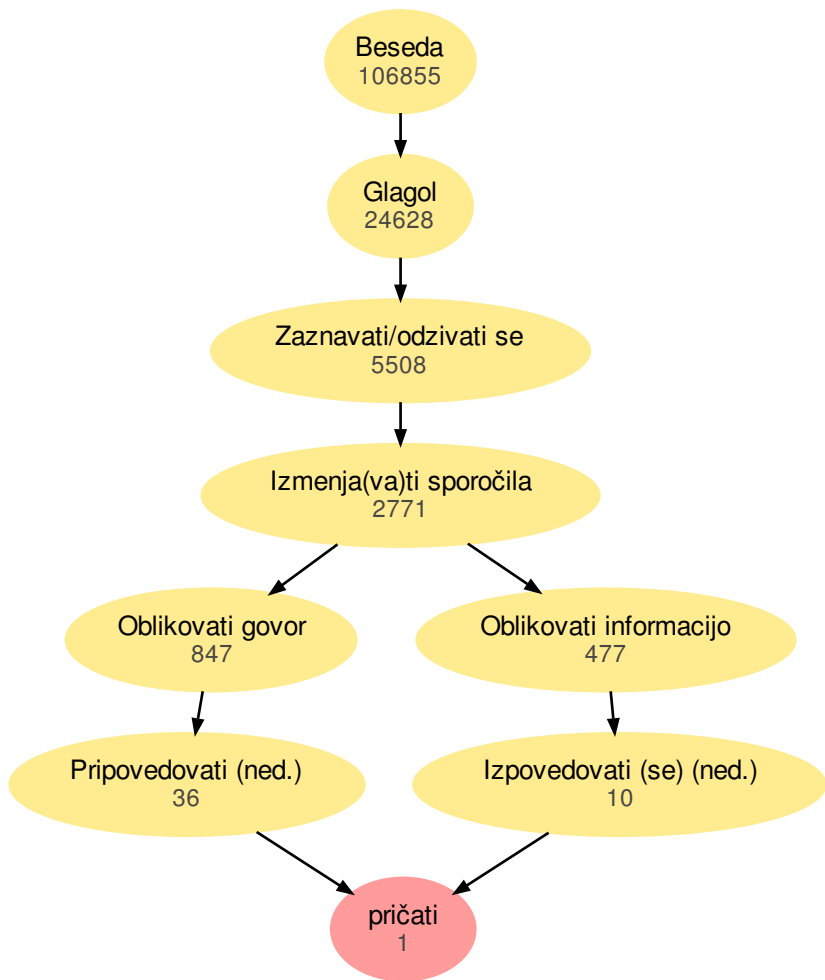 Beseda
106855
Glagol
24628
Zaznavati/odzivati se
5508
Izmenja(va)ti sporočila
2771
Oblikovati govor
847
Oblikovati informacijo
477
Pripovedovati (ned.)
36
Izpovedovati (se) (ned.)
10
pričati
1